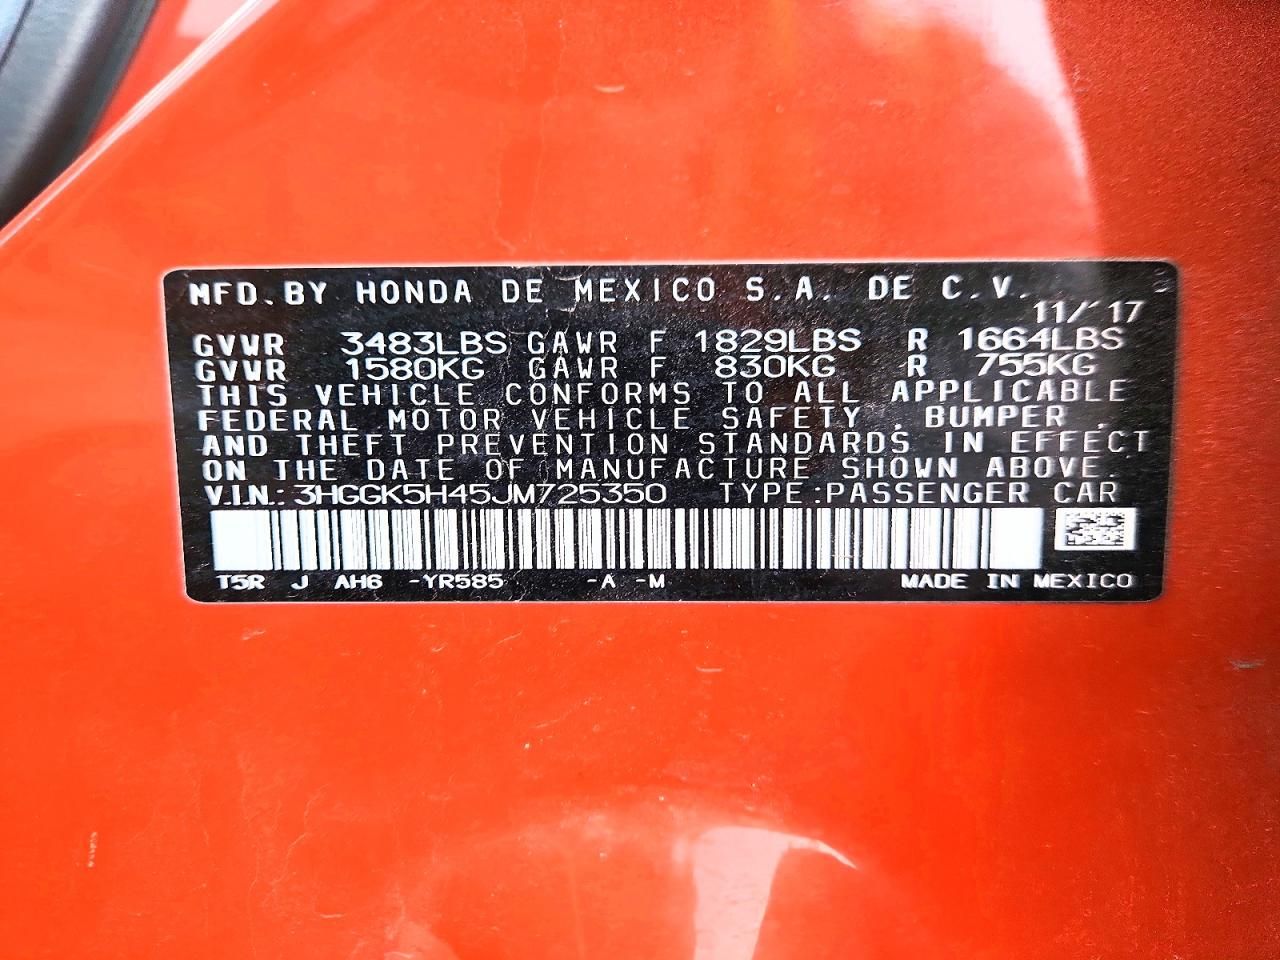 MFD. BY HONDA DE MEXICO S.A. DE C.V.
11/'17
GVWR 3483LBS GAWR F 1829LBS R 1664LBS
GVWR 1580KG GAWR F 830KG R 755KG
THIS VEHICLE CONFORMS TO ALL APPLICABLE
FEDERAL MOTOR VEHICLE SAFETY , BUMPER ,
AND THEFT PREVENTION STANDARDS IN EFFECT
ON THE DATE OF MANUFACTURE SHOWN ABOVE.
V.I.N.: 3HGGK5H45JM725350 TYPE:PASSENGER CAR
T5R J AH6 -YR585 -A -M MADE IN MEXICO